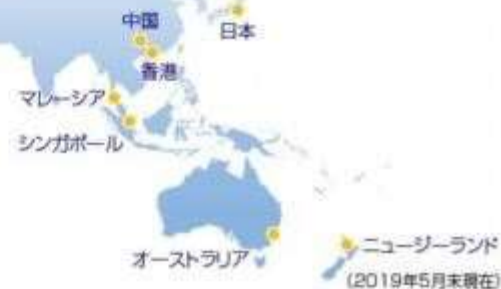 中国
日本
香港
マレーシア
シンガポール
オーストラリア
ニュージーランド
(2019年5月末現在)